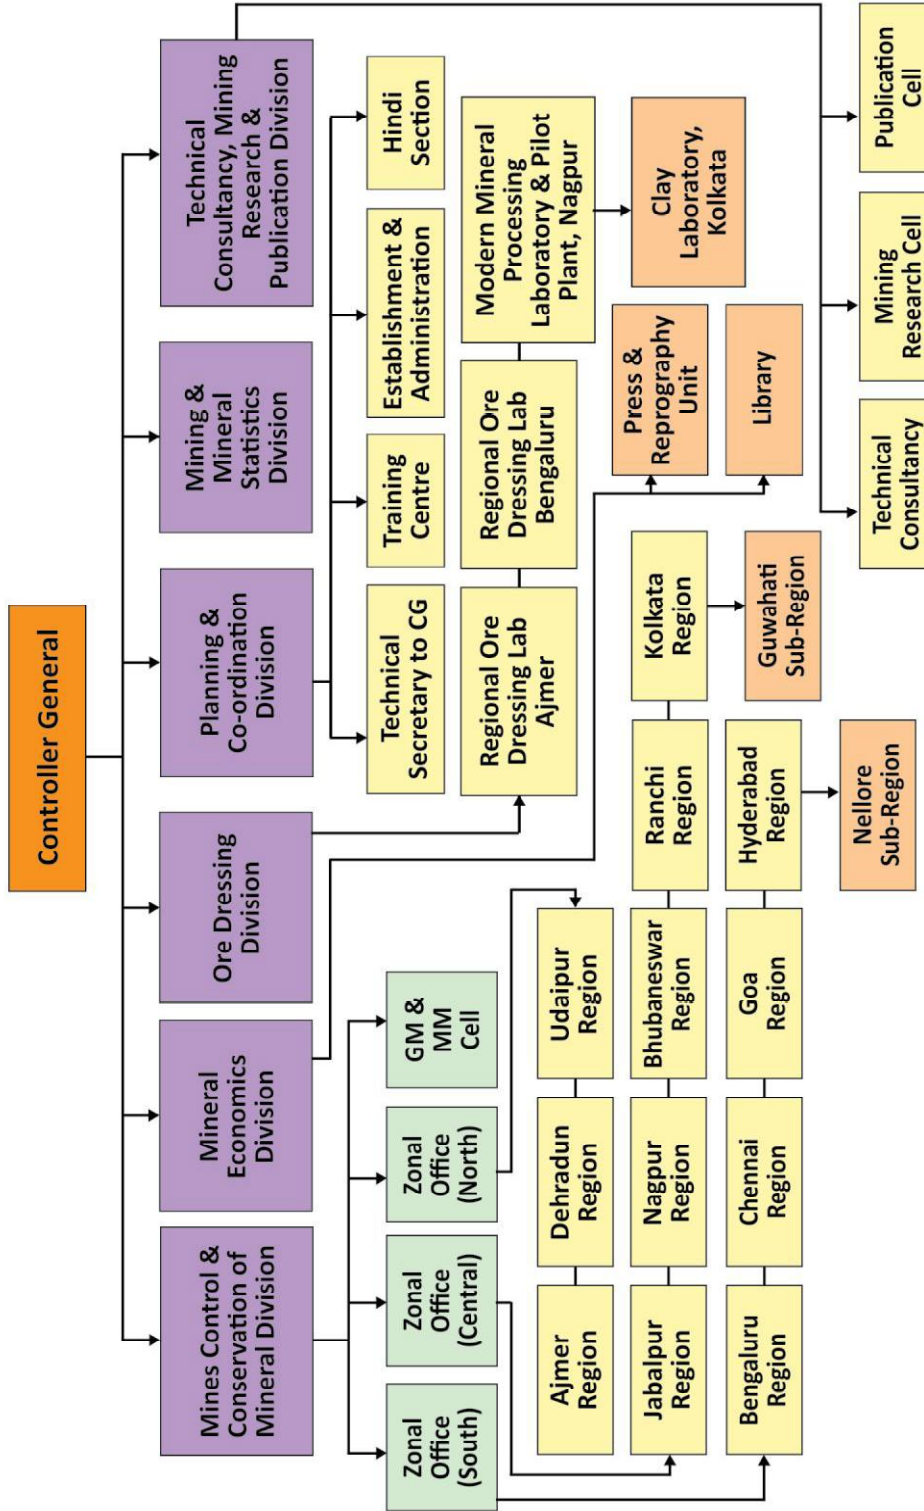 Controller General
Mines Control &
Conservation of
Mineral Division
Mineral
Economics
Division
Ore Dressing
Division
Planning &
Co-ordination
Division
Mining &
Mineral
Statistics
Division
Technical
Consultancy, Mining
Research &
Publication Division
Technical
Secretary to CG
Training
Centre
Establishment &
Administration
Hindi
Section
Zonal
Office
(South)
Zonal
Office
(Central)
Zonal
Office
(North)
GM &
MM
Cell
Regional Ore
Dressing Lab
Ajmer
Regional Ore
Dressing Lab
Bengaluru
Modern Mineral
Processing
Laboratory & Pilot
Plant, Nagpur
Clay
Laboratory,
Kolkata
Press &
Reprography
Unit
Library
Ajmer
Region
Dehradun
Region
Udaipur
Region
Jabalpur
Region
Nagpur
Region
Bhubaneswar
Region
Ranchi
Region
Kolkata
Region
Guwahati
Sub-Region
Bengaluru
Region
Chennai
Region
Goa
Region
Hyderabad
Region
Nellore
Sub-Region
Technical
Consultancy
Mining
Research Cell
Publication
Cell